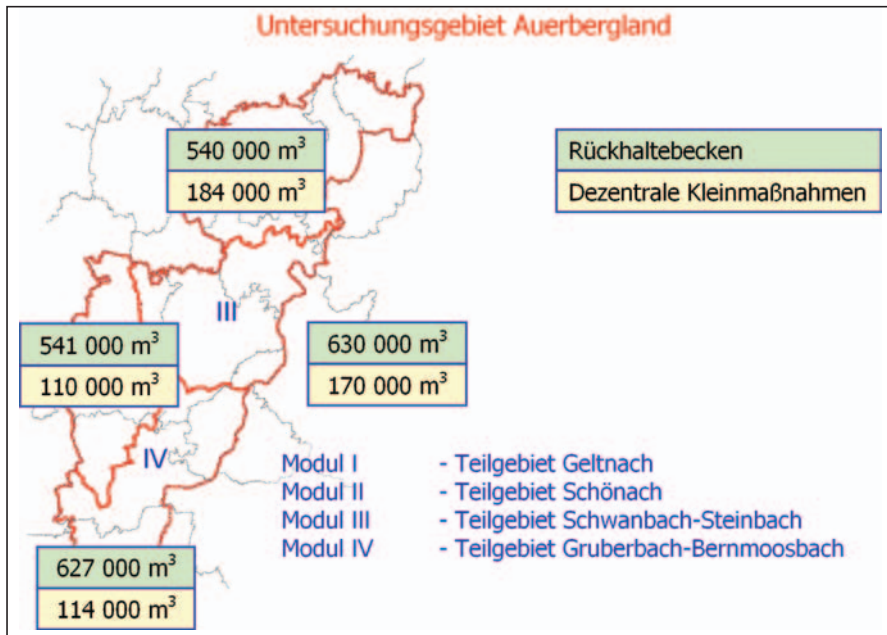 Untersuchungsgebiet Auerbergland
540 000 m³
184 000 m³
Rückhaltebecken
Dezentrale Kleinmaßnahmen
III
541 000 m³
110 000 m³
630 000 m³
170 000 m³
IV
Modul I - Teilgebiet Geltnach
Modul II - Teilgebiet Schönach
Modul III - Teilgebiet Schwanbach-Steinbach
Modul IV - Teilgebiet Gruberbach-Bernmoosbach
627 000 m³
114 000 m³